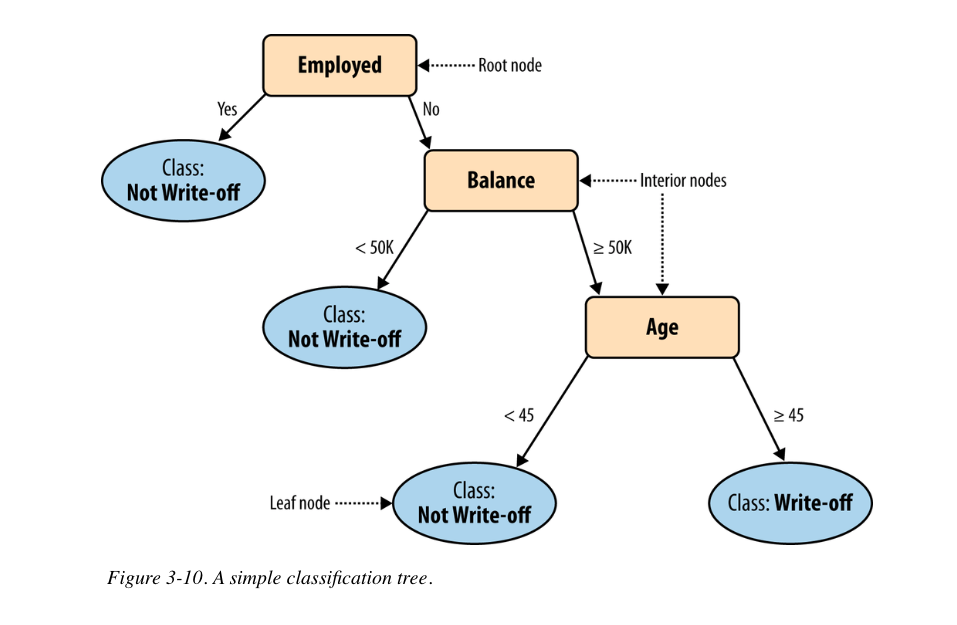 Employed
Root node
Yes
No
Class:
Not Write-off
Balance
Interior nodes
< 50K
≥ 50K
Class:
Not Write-off
Age
< 45
≥ 45
Leaf node
Class:
Not Write-off
Class: Write-off
Figure 3-10. A simple classification tree.